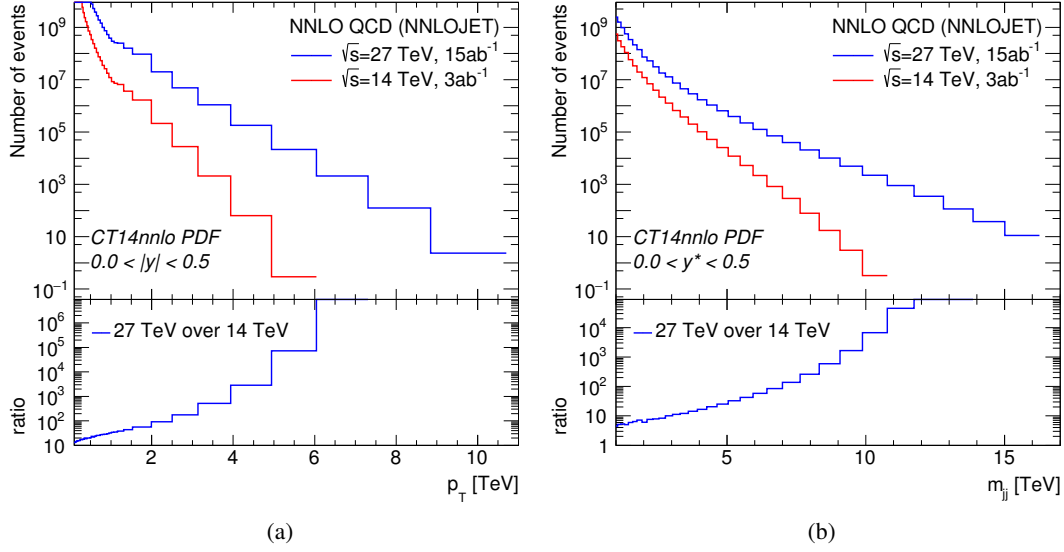 NNLO QCD (NNLOJET)
√s=27 TeV, 15ab⁻¹
√s=14 TeV, 3ab⁻¹
Number of events
10⁹
10⁷
10⁵
10³
10
10⁻¹
CT14nnlo PDF
0.0 < |y| < 0.5
27 TeV over 14 TeV
ratio
10⁶
10⁵
10⁴
10³
10²
10
2 4 6 8 10
p_T [TeV]
(a)
NNLO QCD (NNLOJET)
√s=27 TeV, 15ab⁻¹
√s=14 TeV, 3ab⁻¹
Number of events
10⁹
10⁷
10⁵
10³
10
10⁻¹
CT14nnlo PDF
0.0 < y* < 0.5
27 TeV over 14 TeV
ratio
10⁴
10³
10²
10
1
5 10 15
m_jj [TeV]
(b)